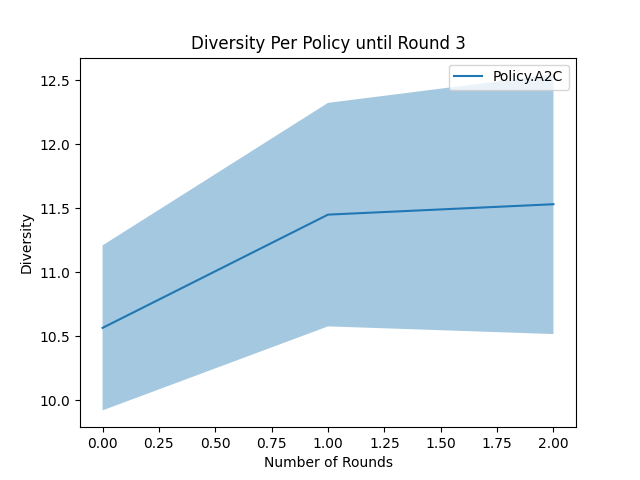 Diversity Per Policy until Round 3
Policy.A2C
12.5
12.0
11.5
11.0
10.5
10.0
Diversity
0.00 0.25 0.50 0.75 1.00 1.25 1.50 1.75 2.00
Number of Rounds